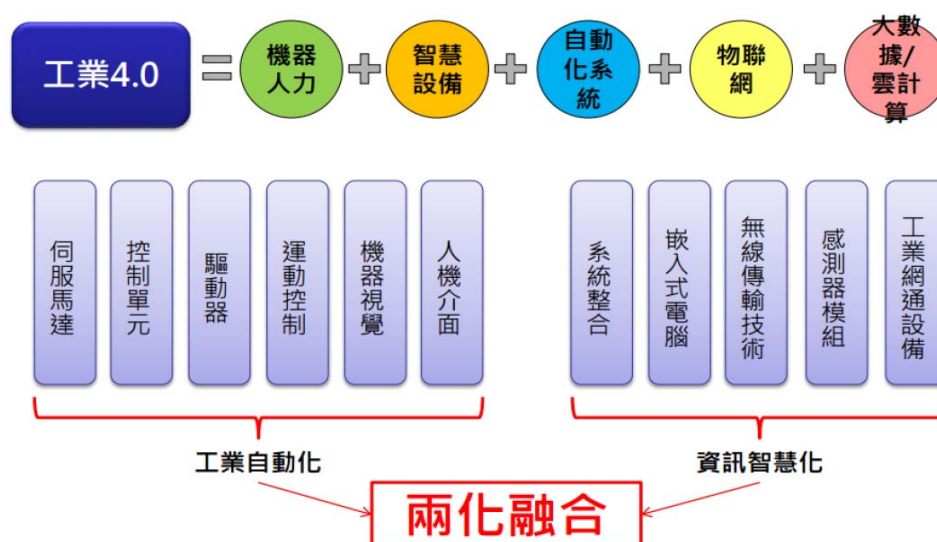 工業4.0
=
機器
人力
+
智慧
設備
+
自動
化系
統
+
物聯
網
+
大數
據/
雲計
算
伺服馬達
控制單元
驅動器
運動控制
機器視覺
人機介面
系統整合
嵌入式電腦
無線傳輸技術
感測器模組
工業網通設備
工業自動化
資訊智慧化
兩化融合